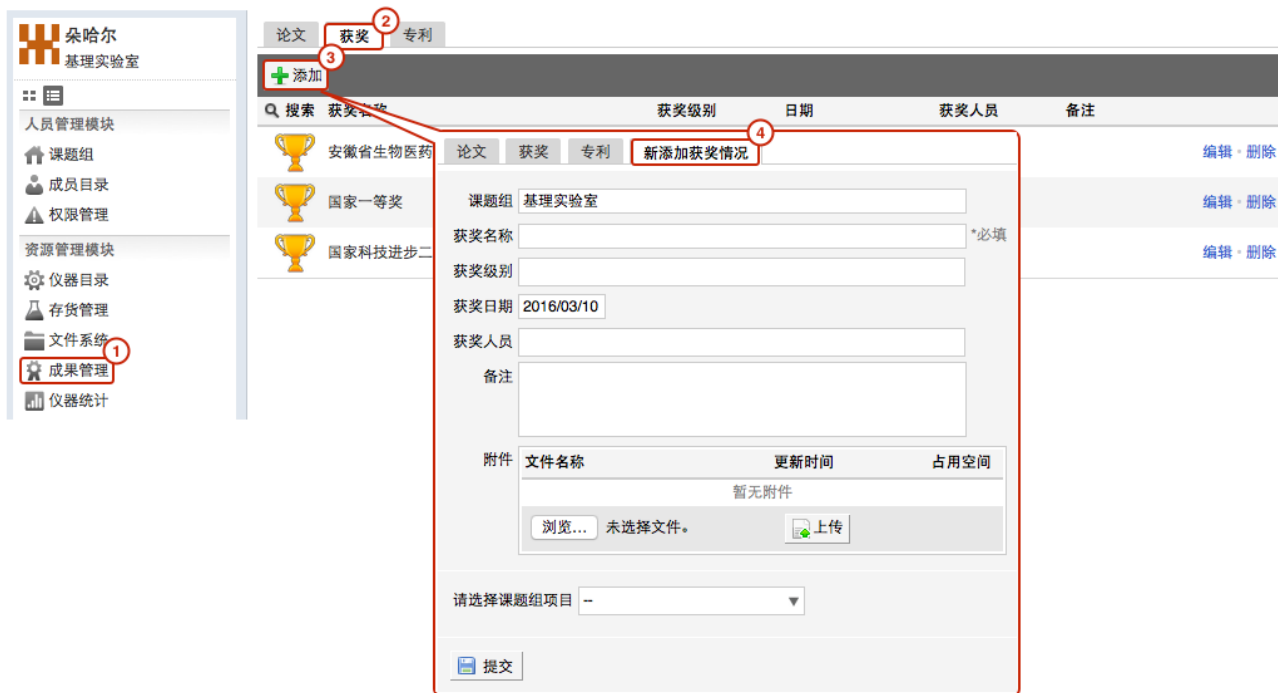 朵哈尔
基理实验室
人员管理模块
课题组
成员目录
权限管理
资源管理模块
仪器目录
存货管理
文件系统
1
成果管理
仪器统计
论文 获奖 2 专利
3
添加
搜索 获奖名称 获奖级别 日期 获奖人员 备注
安徽省生物医药
编辑 删除
国家一等奖
编辑 删除
国家科技进步二
编辑 删除
4
论文 获奖 专利 新添加获奖情况
课题组 基理实验室
获奖名称 *必填
获奖级别
获奖日期 2016/03/10
获奖人员
备注
附件 文件名称 更新时间 占用空间
暂无附件
浏览... 未选择文件。 上传
请选择课题组项目 --
提交